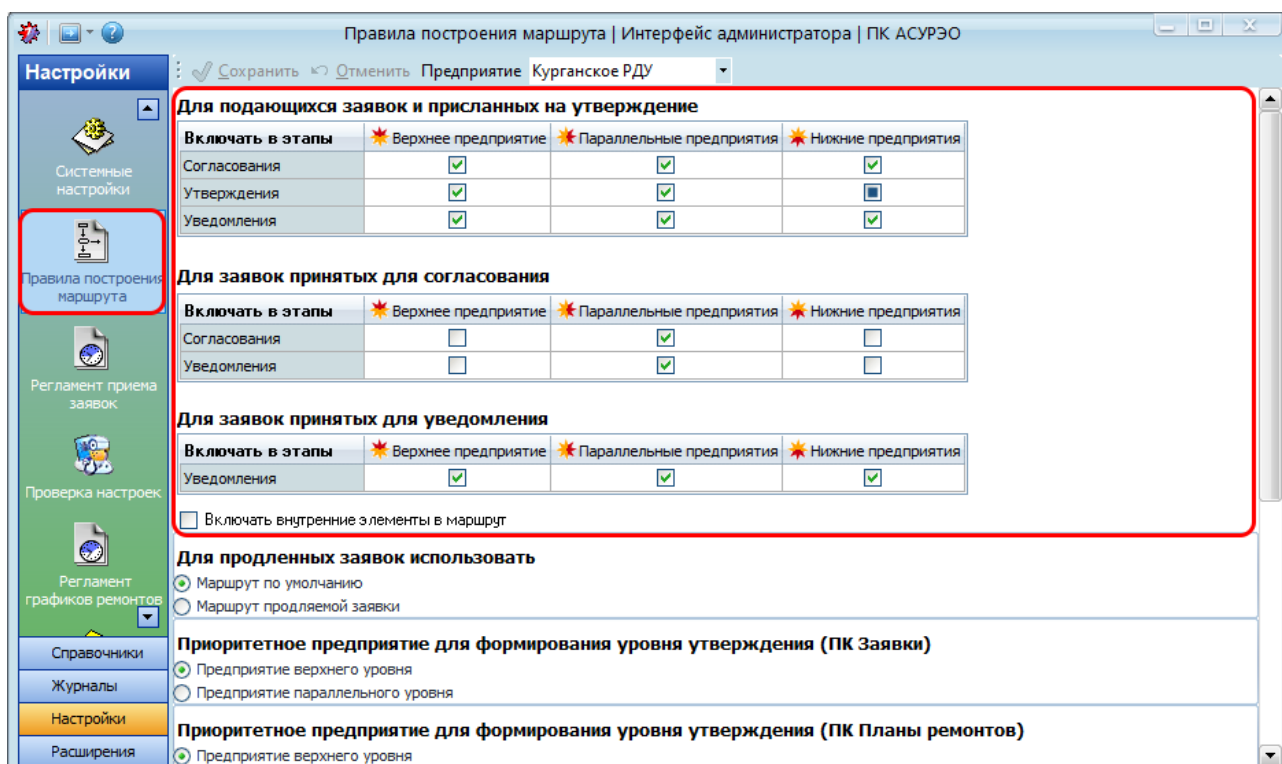 Правила построения маршрута | Интерфейс администратора | ПК АСУРЭО
Настройки
Сохранить Отменить Предприятие Курганское РДУ
Системные
настройки
Правила построения
маршрута
Регламент приема
заявок
Проверка настроек
Регламент
графиков ремонтов
Справочники
Журналы
Настройки
Расширения
Для подающихся заявок и присланных на утверждение
Включать в этапы Верхнее предприятие Параллельные предприятия Нижние предприятия
Согласования
Утверждения
Уведомления
Для заявок принятых для согласования
Включать в этапы Верхнее предприятие Параллельные предприятия Нижние предприятия
Согласования
Уведомления
Для заявок принятых для уведомления
Включать в этапы Верхнее предприятие Параллельные предприятия Нижние предприятия
Уведомления
Включать внутренние элементы в маршрут
Для продленных заявок использовать
Маршрут по умолчанию
Маршрут продляемой заявки
Приоритетное предприятие для формирования уровня утверждения (ПК Заявки)
Предприятие верхнего уровня
Предприятие параллельного уровня
Приоритетное предприятие для формирования уровня утверждения (ПК Планы ремонтов)
Предприятие верхнего уровня